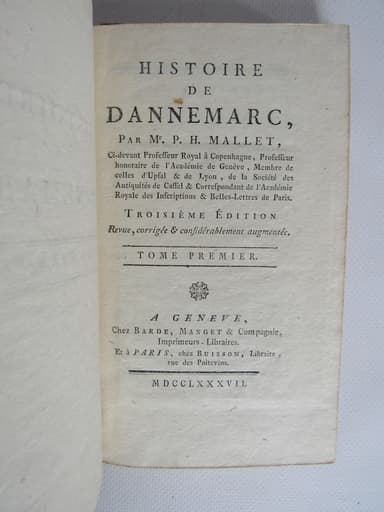 HISTOIRE
DE
DANNEMARC,
PAR Mr. P. H. MALLET,
Ci-devant Professeur Royal à Copenhague, Professeur
honoraire de l'Académie de Genève, Membre de
celles d'Upsal & de Lyon, de la Société des
Antiquités de Cassel & Correspondant de l'Académie
Royale des Inscriptions & Belles-Lettres de Paris.
TROISIÈME ÉDITION
Revue, corrigée & considérablement augmentée.
TOME PREMIER.
A GENEVE,
Chez BARDE, MANGET & Compagnie,
Imprimeurs-Libraires.
Et à PARIS, chez BUISSON, Libraire,
rue des Poitevins.
MDCCLXXXVII.